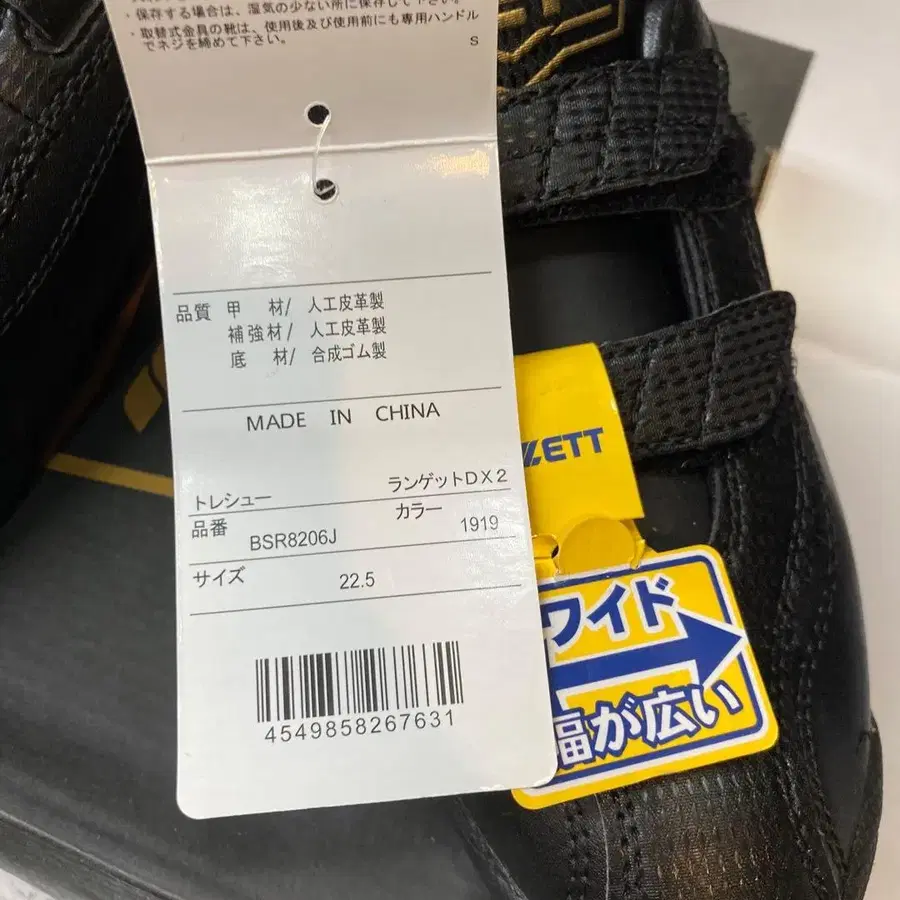 ・保存する場合は、湿気の少ない所に保存して下さい。
・取替式金具の靴は、使用後及び使用前にも専用ハンドル
でネジを締めて下さい。
S
品質 甲 材/ 人工皮革製
補強材/ 人工皮革製
底 材/ 合成ゴム製
MADE IN CHINA
トレシュー ランゲットDX2
品番 BSR8206J カラー 1919
サイズ 22.5
4549858267631
ZETT
ワイド
幅が広い